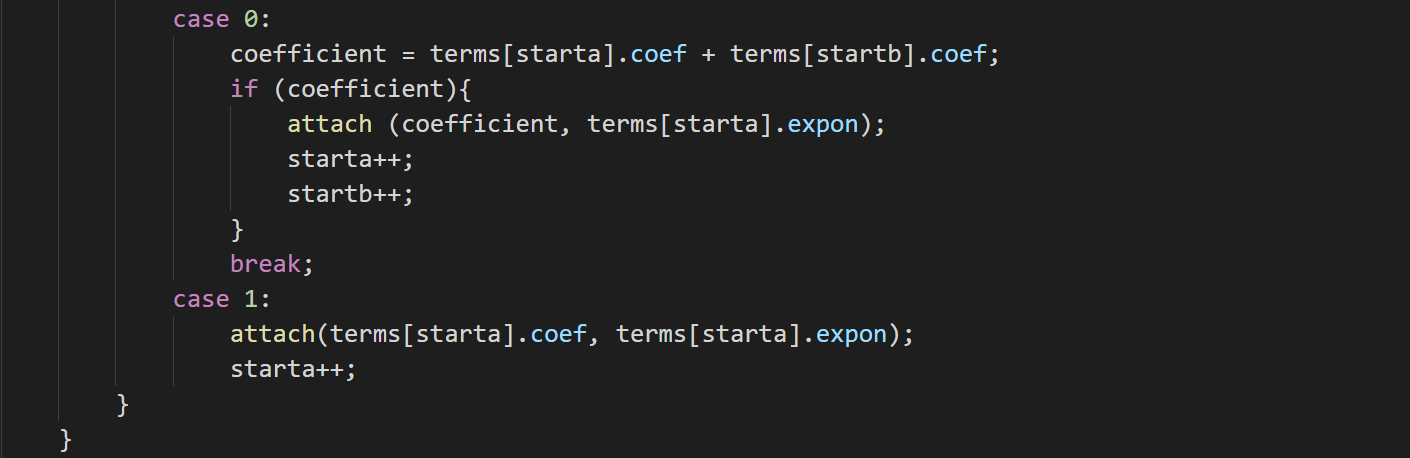 case 0:
coefficient = terms[starta].coef + terms[startb].coef;
if (coefficient){
attach (coefficient, terms[starta].expon);
starta++;
startb++;
}
break;
case 1:
attach(terms[starta].coef, terms[starta].expon);
starta++;
}
}